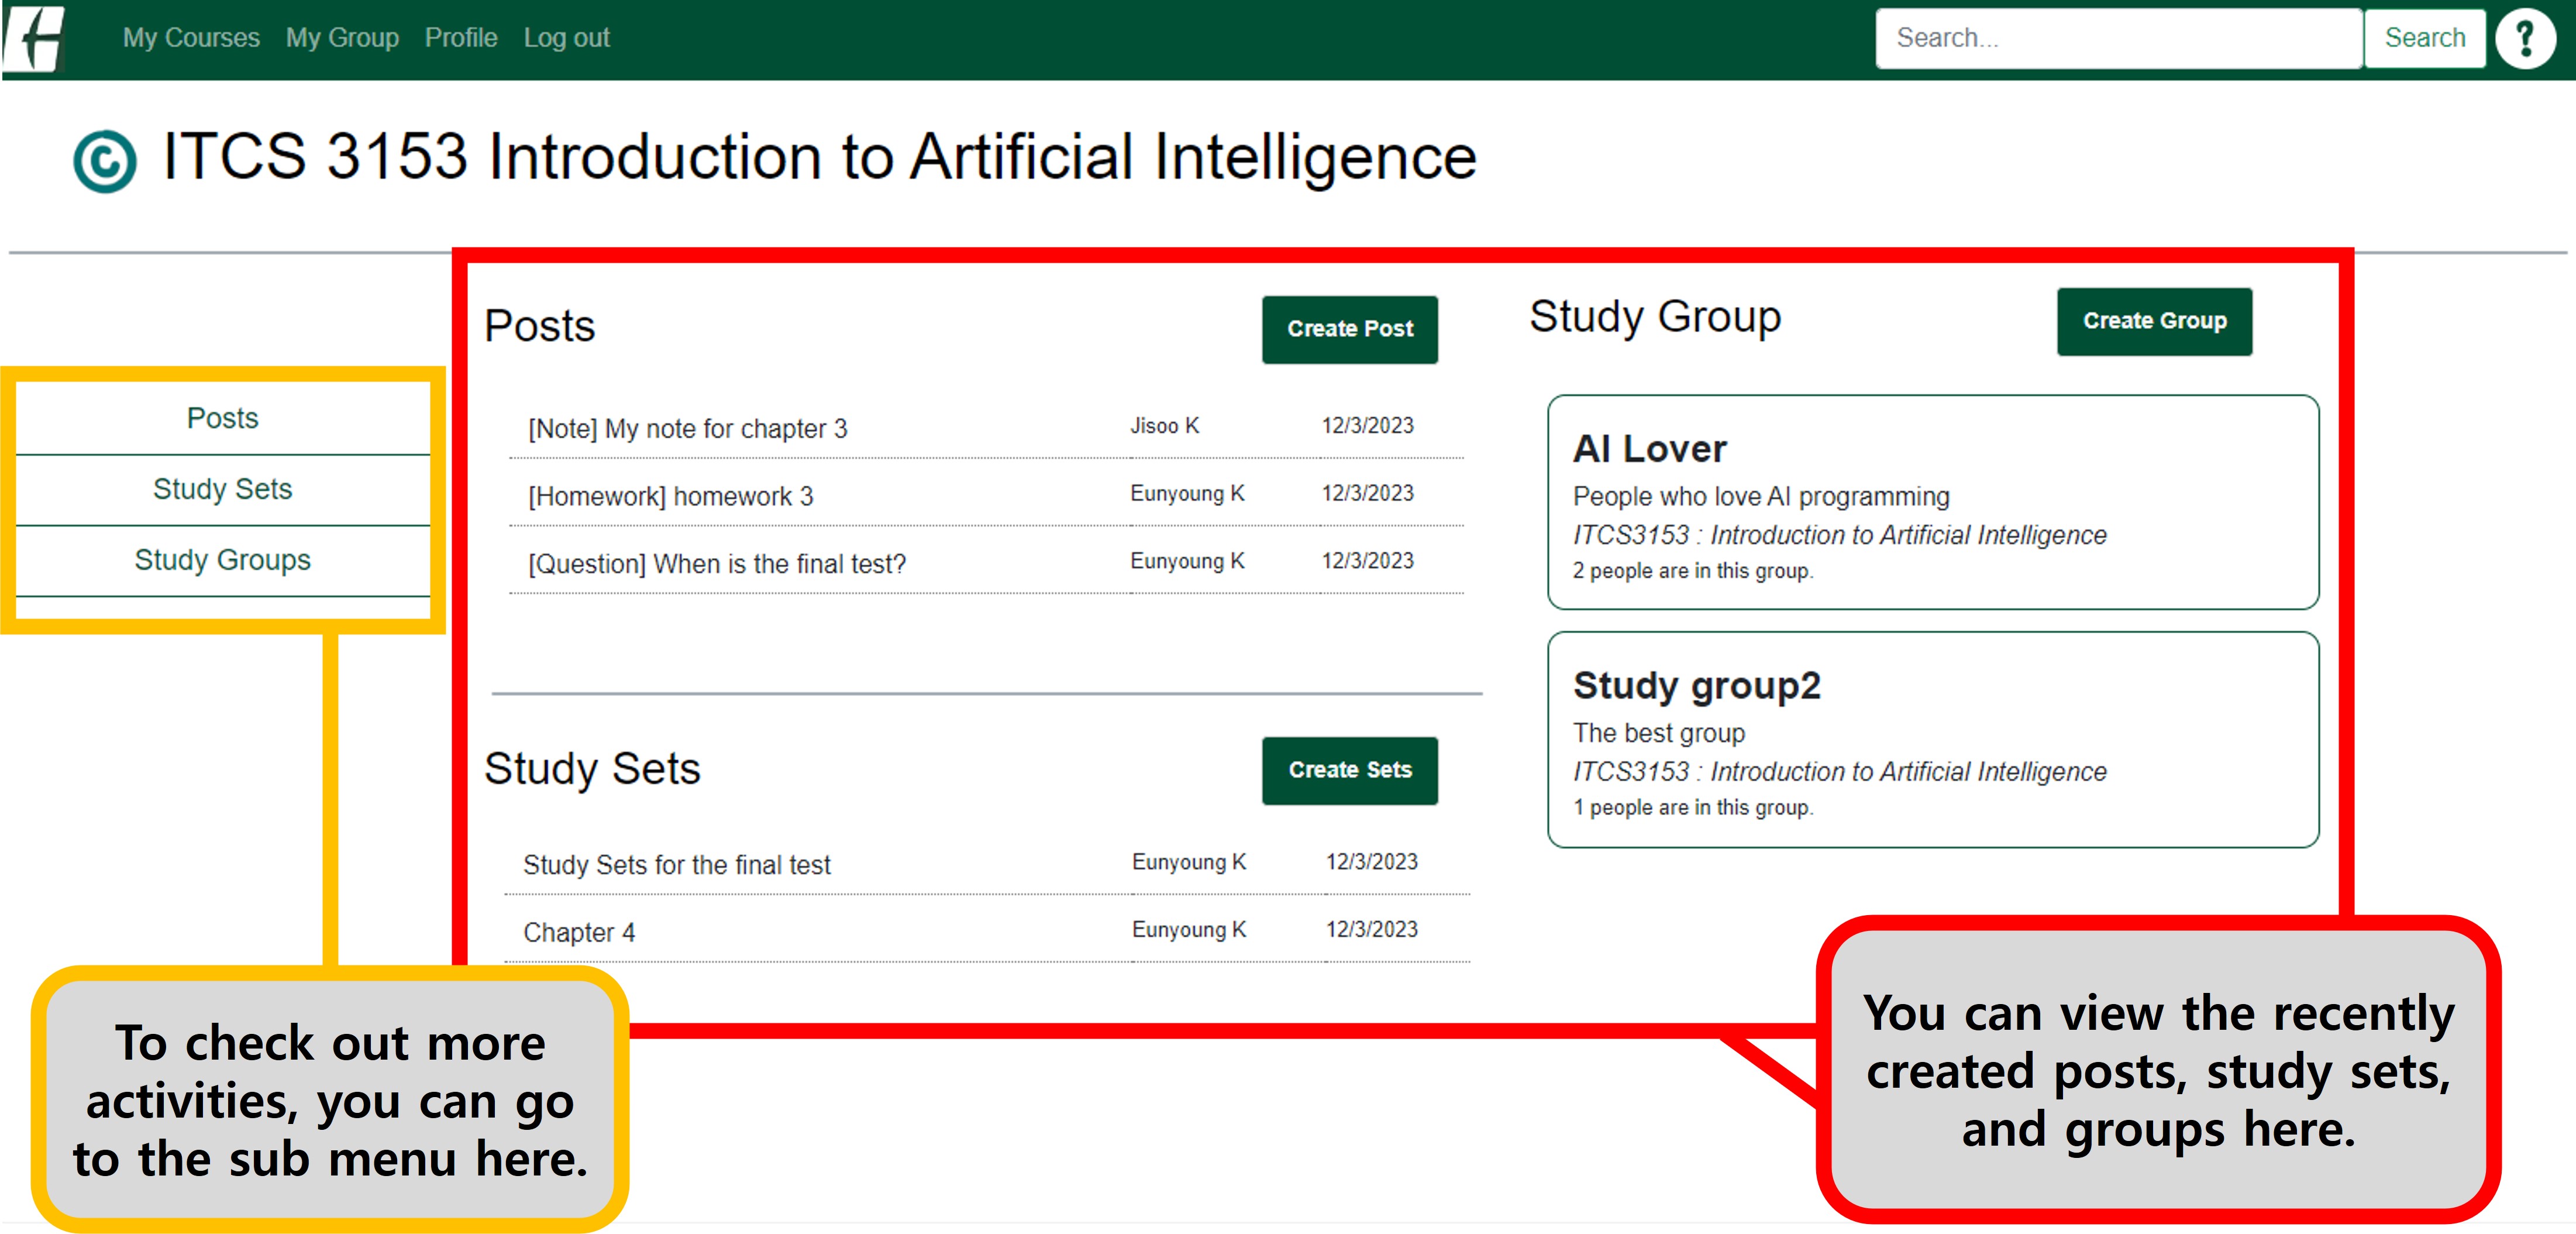 My Courses My Group Profile Log out
Search...
Search
?
© ITCS 3153 Introduction to Artificial Intelligence
Posts
Study Sets
Study Groups
Posts
Create Post
[Note] My note for chapter 3 Jisoo K 12/3/2023
[Homework] homework 3 Eunyoung K 12/3/2023
[Question] When is the final test? Eunyoung K 12/3/2023
Study Sets
Create Sets
Study Sets for the final test Eunyoung K 12/3/2023
Chapter 4 Eunyoung K 12/3/2023
Study Group
Create Group
AI Lover
People who love AI programming
ITCS3153 : Introduction to Artificial Intelligence
2 people are in this group.
Study group2
The best group
ITCS3153 : Introduction to Artificial Intelligence
1 people are in this group.
To check out more
activities, you can go
to the sub menu here.
You can view the recently
created posts, study sets,
and groups here.